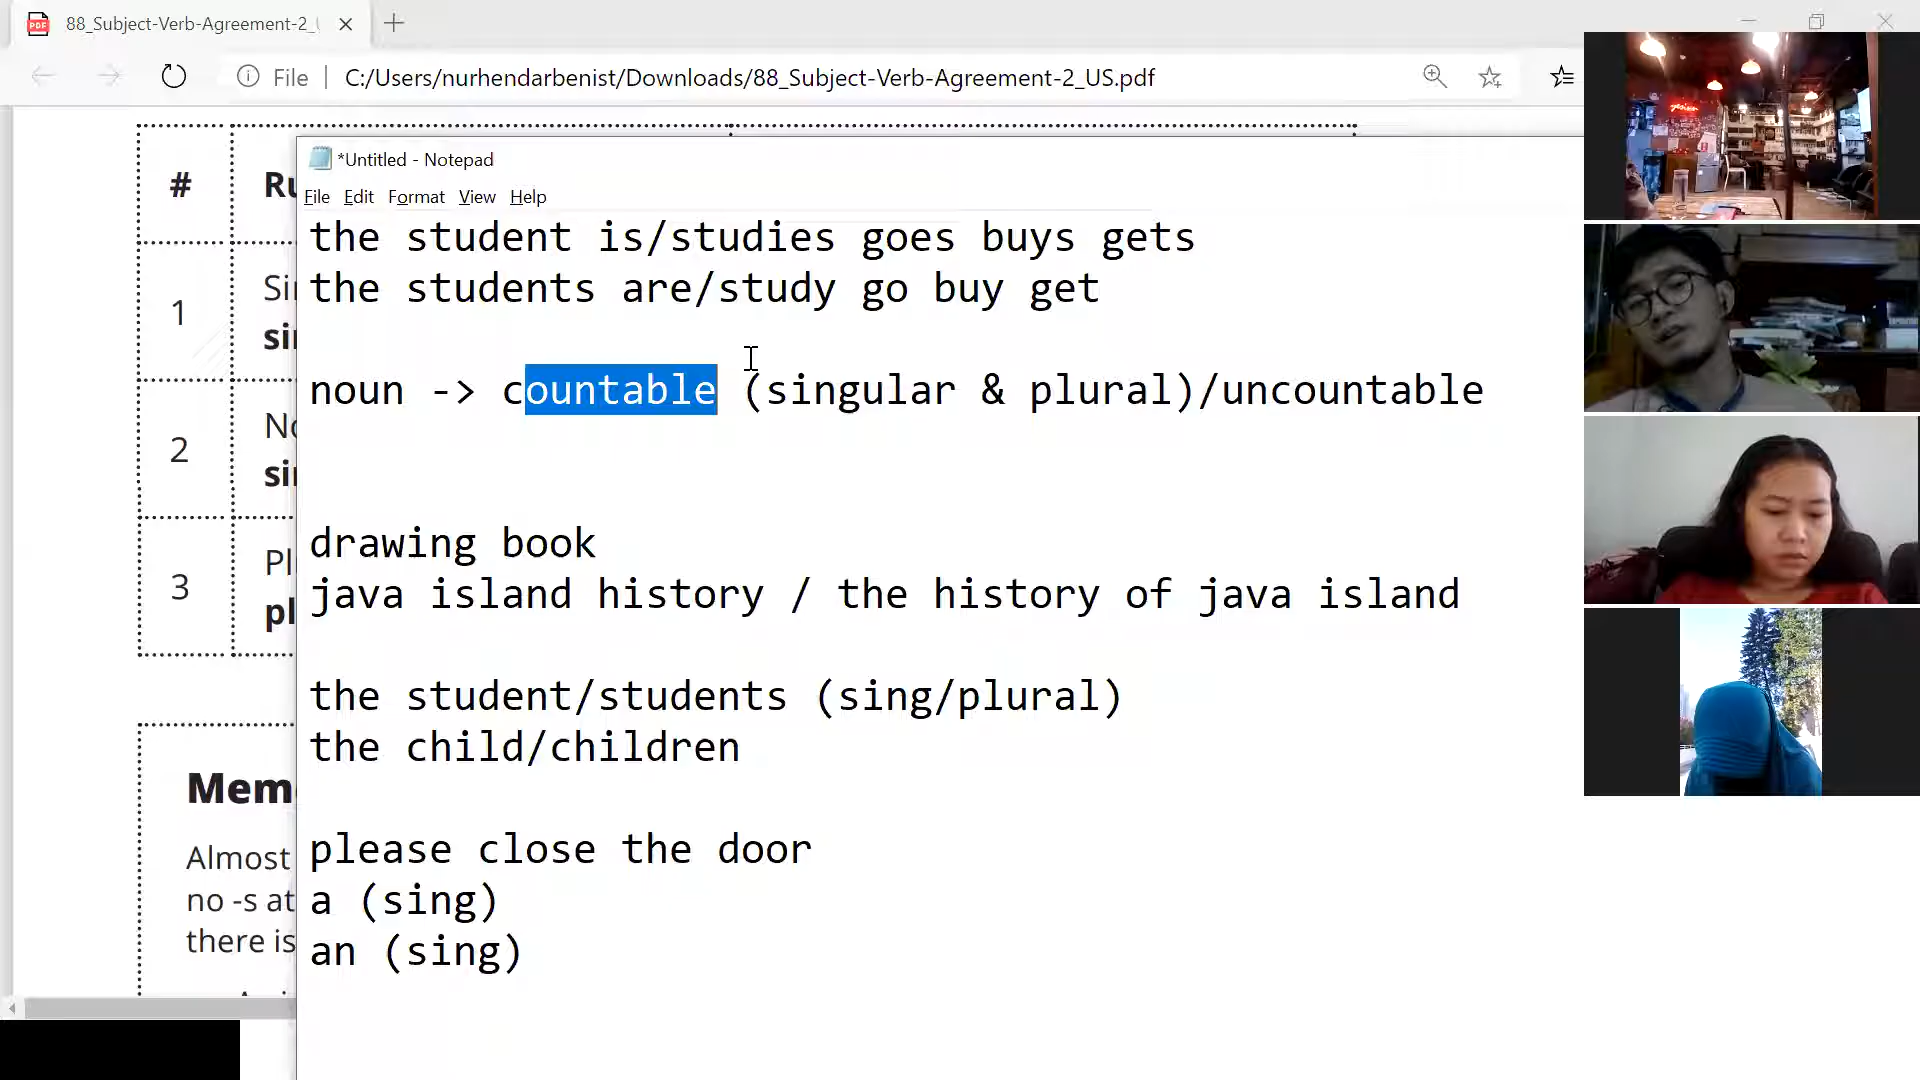 88_Subject-Verb-Agreement-2_
File | C:/Users/nurhendarbenist/Downloads/88_Subject-Verb-Agreement-2_US.pdf
*Untitled - Notepad
File Edit Format View Help
the student is/studies goes buys gets
the students are/study go buy get
noun -> countable (singular & plural)/uncountable
drawing book
java island history / the history of java island
the student/students (sing/plural)
the child/children
please close the door
a (sing)
an (sing)
#
1
2
3
Almost
no -s at
there is